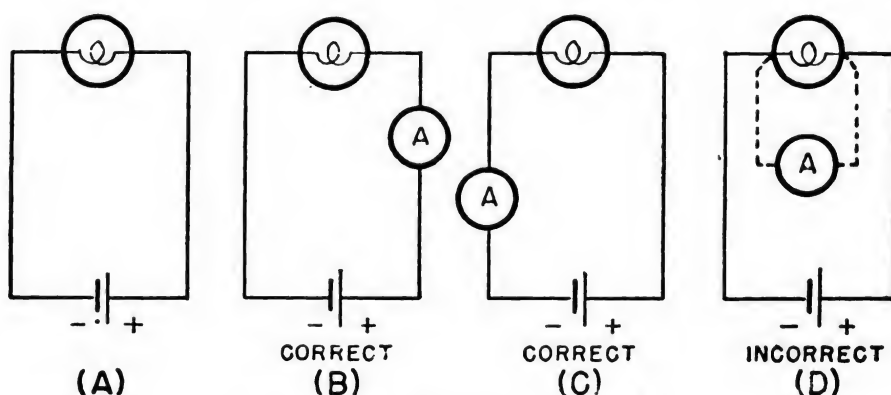 A
A
A
- +
- +
- +
- +
CORRECT
CORRECT
INCORRECT
(A)
(B)
(C)
(D)